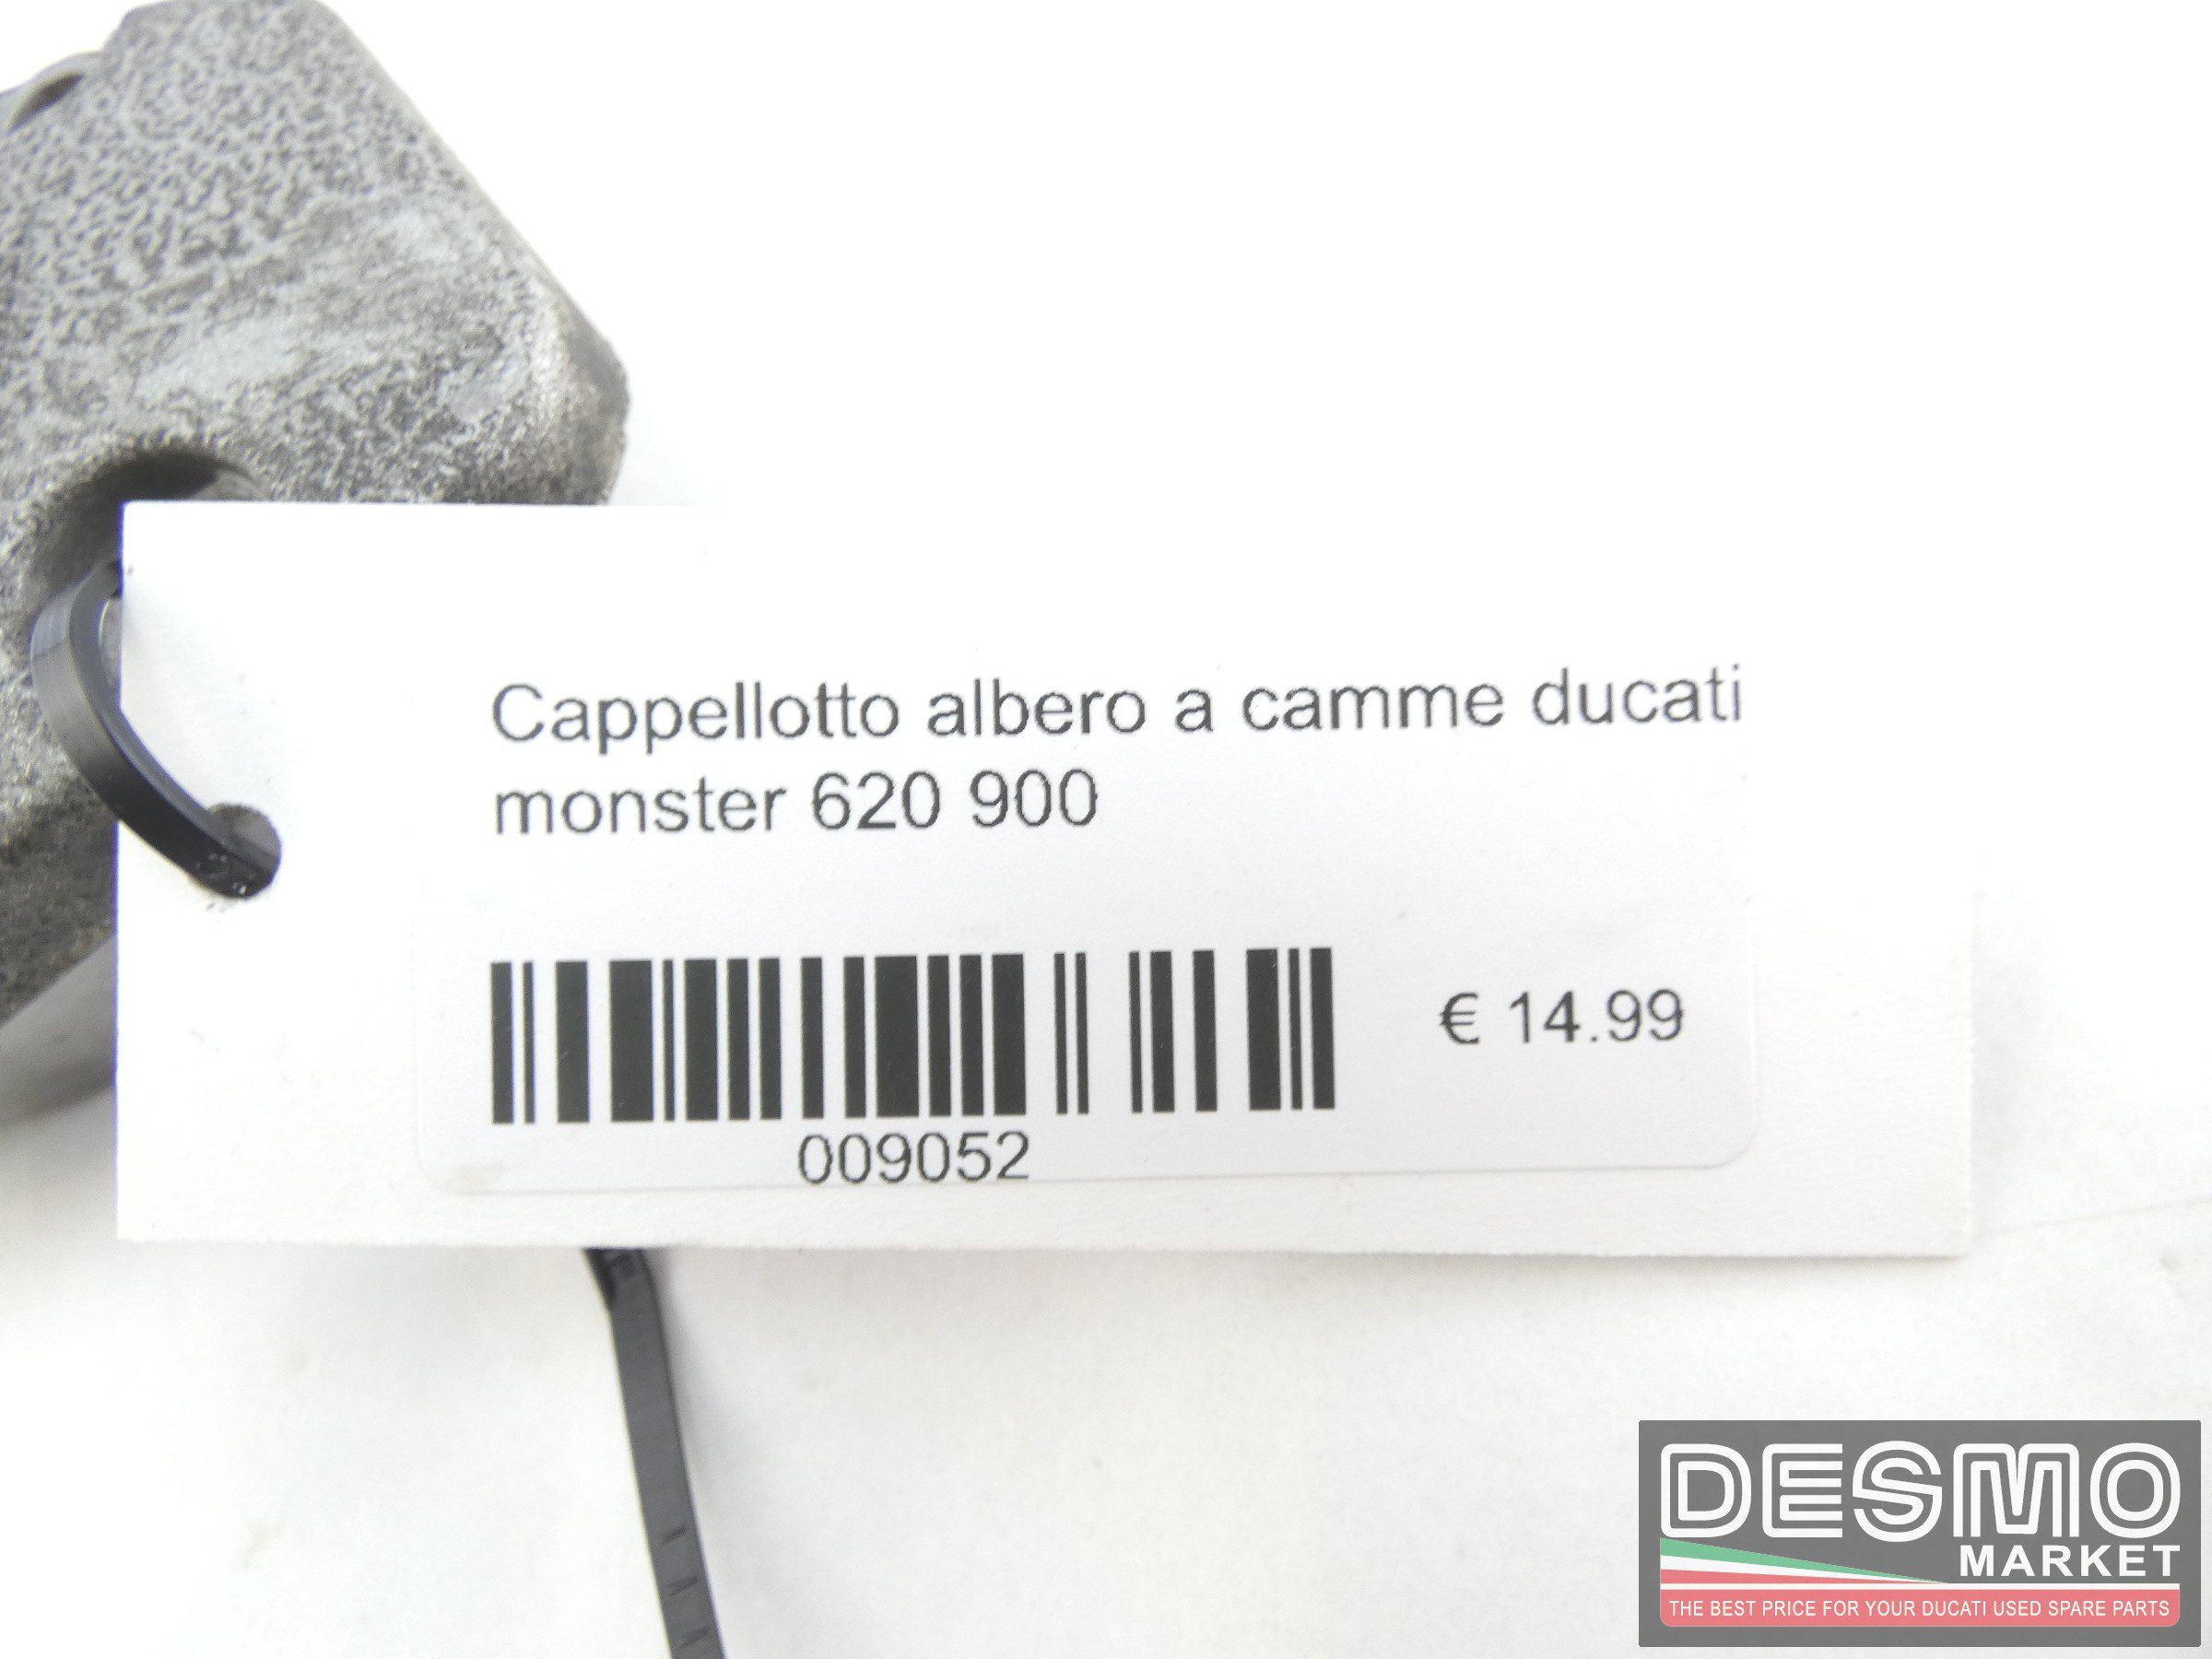 Cappellotto albero a camme ducati
monster 620 900
€ 14.99
009052
DESMO
MARKET
THE BEST PRICE FOR YOUR DUCATI USED SPARE PARTS